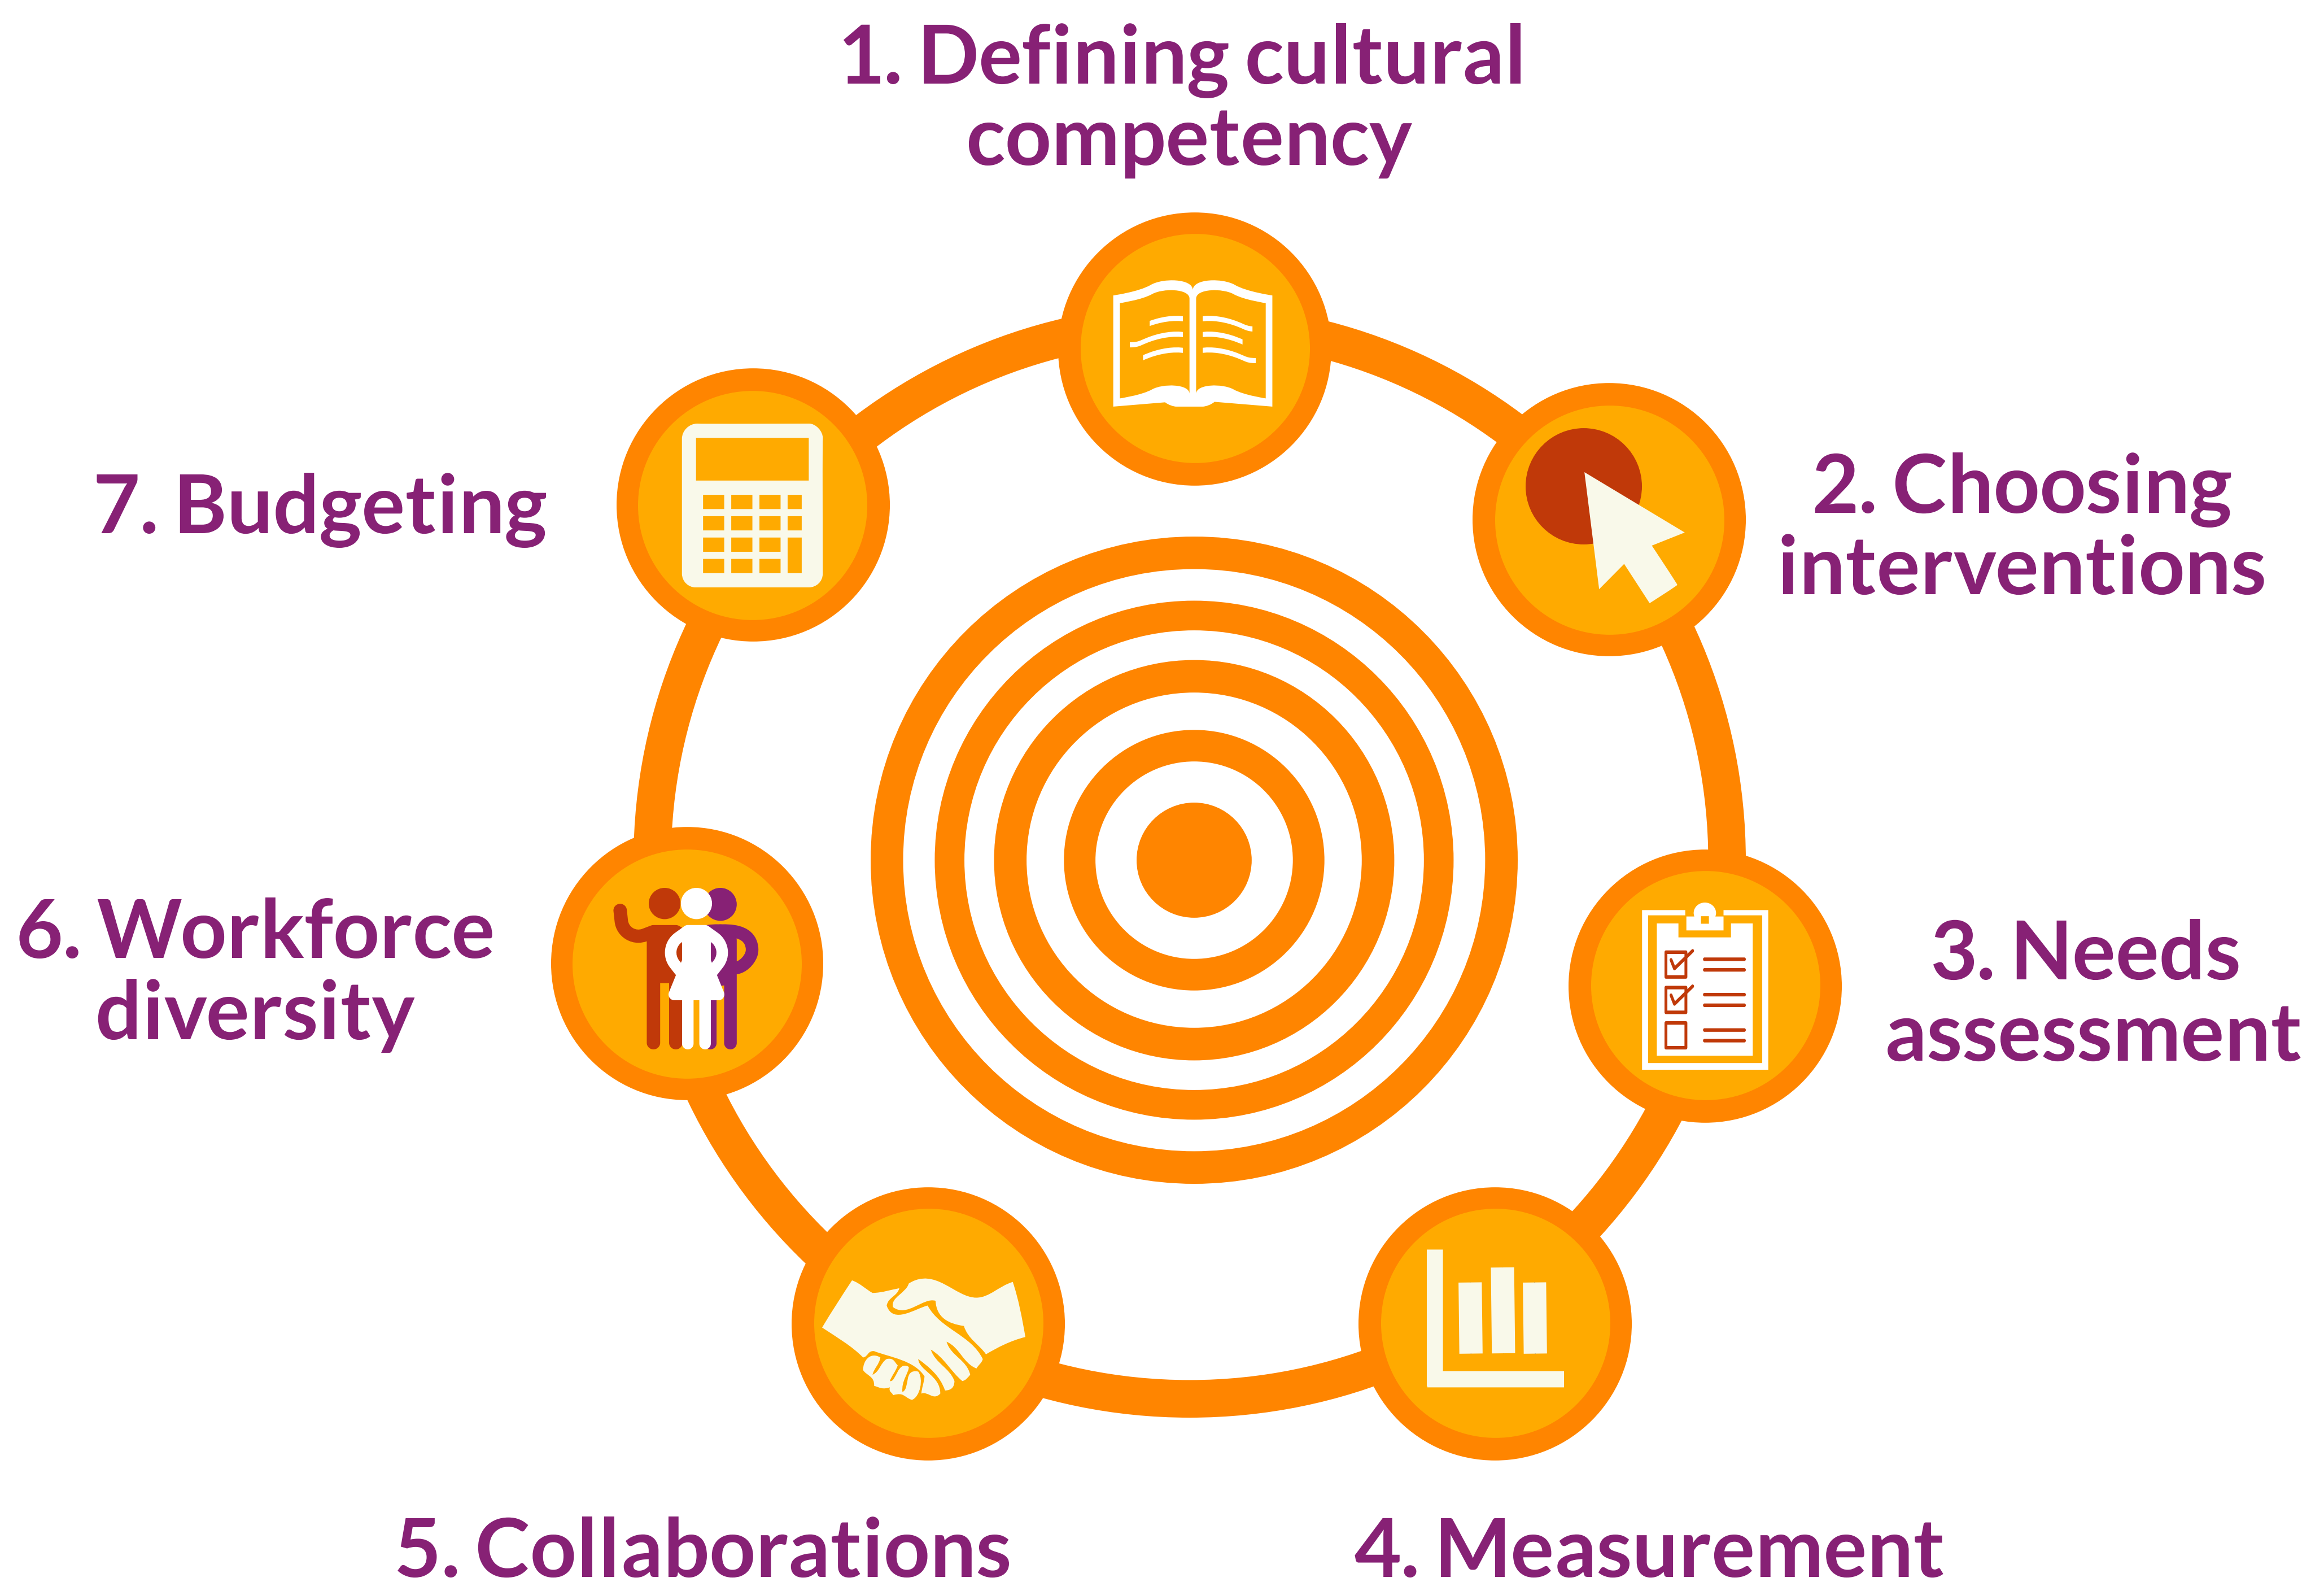 1. Defining cultural
competency
2. Choosing
interventions
3. Needs
assessment
4. Measurement
5. Collaborations
6. Workforce
diversity
7. Budgeting